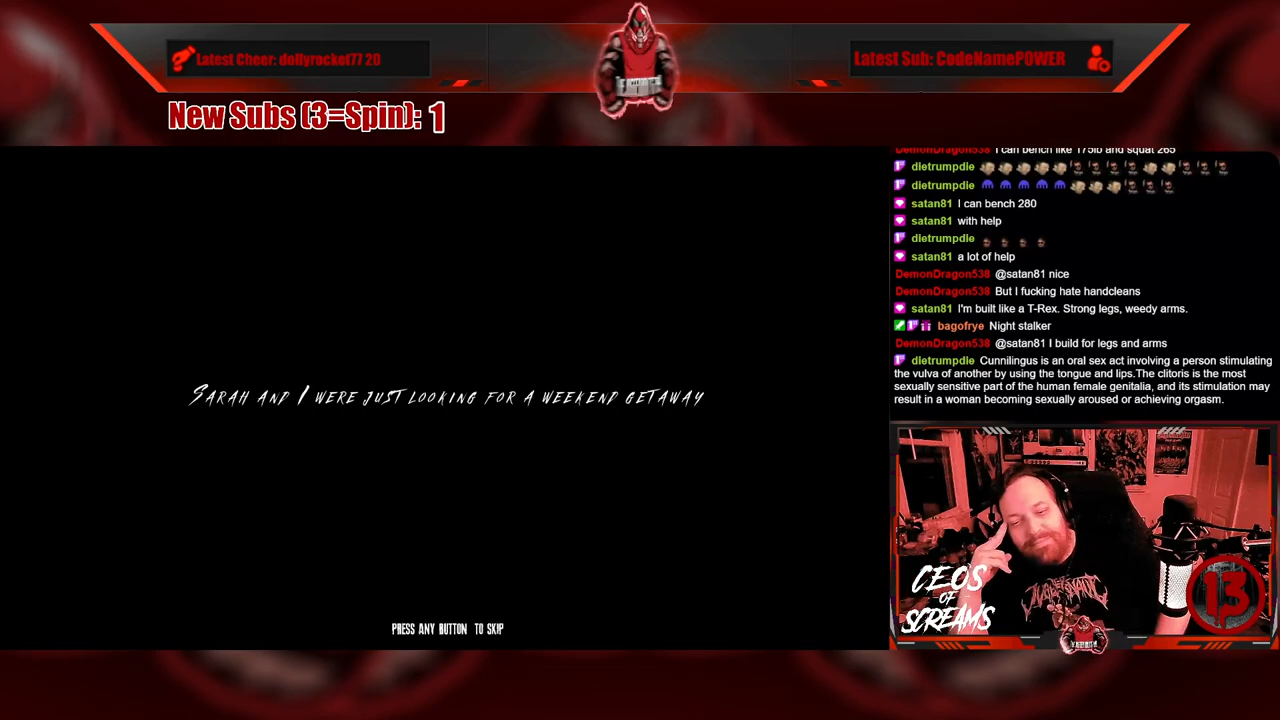 Latest Cheer: dollyrocket77 20
Latest Sub: CodeNamePOWER
New Subs (3=Spin): 1
DemonDragon538 I can bench like 175lb and squat 265
dietrumpdie
dietrumpdie
satan81 I can bench 280
satan81 with help
dietrumpdie
satan81 a lot of help
DemonDragon538 @satan81 nice
DemonDragon538 But I fucking hate handcleans
satan81 I'm built like a T-Rex. Strong legs, weedy arms.
bagofrye Night stalker
DemonDragon538 @satan81 I build for legs and arms
dietrumpdie Cunnilingus is an oral sex act involving a person stimulating
the vulva of another by using the tongue and lips.The clitoris is the most
sexually sensitive part of the human female genitalia, and its stimulation may
result in a woman becoming sexually aroused or achieving orgasm.
Sarah and I were just looking for a weekend getaway
PRESS ANY BUTTON TO SKIP
CEOS
OF
SCREAMS
13